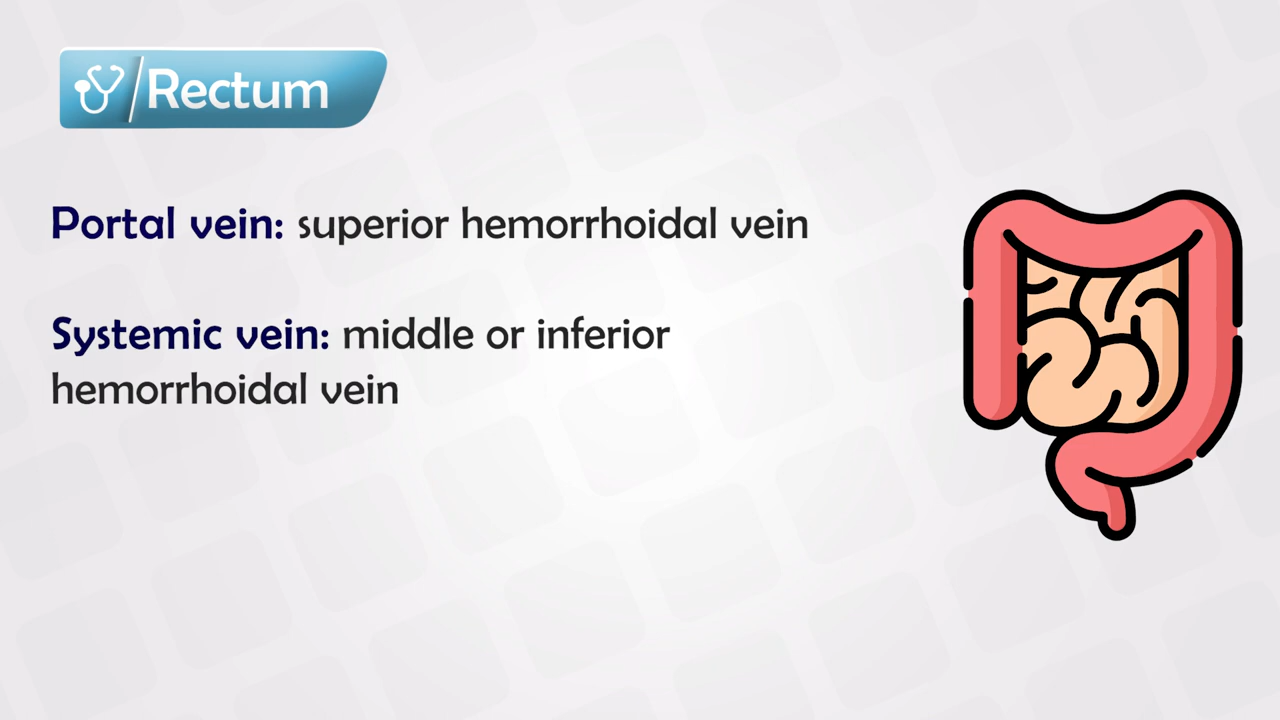 Rectum
Portal vein: superior hemorrhoidal vein
Systemic vein: middle or inferior
hemorrhoidal vein